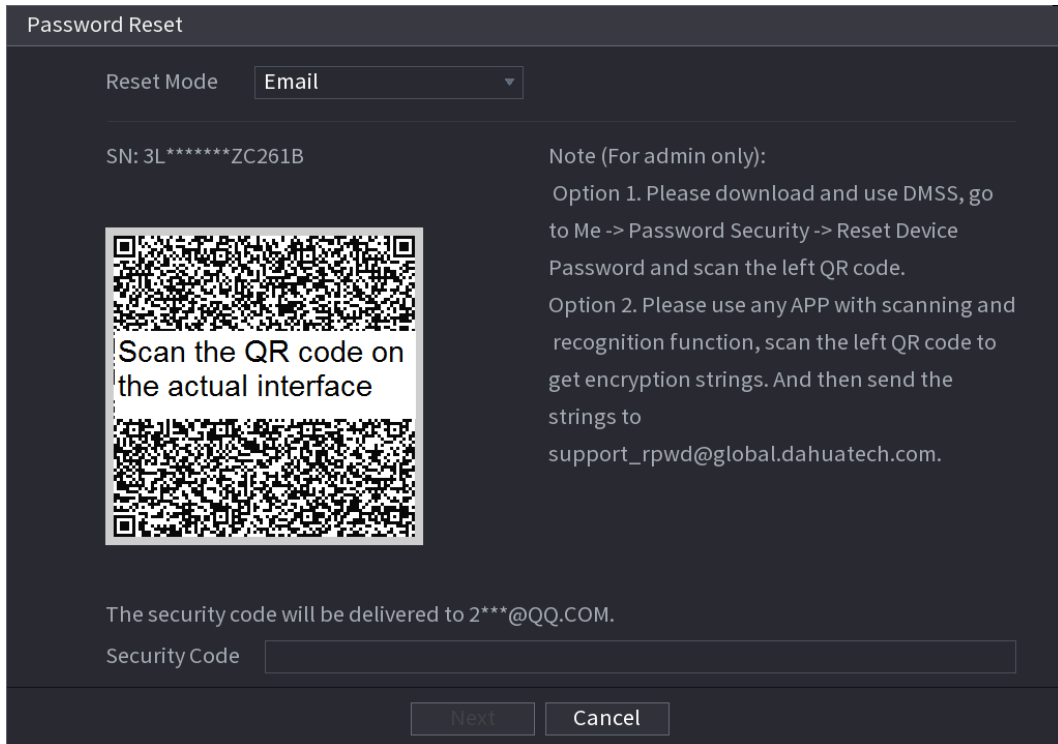 Password Reset
Reset Mode
Email
SN: 3L*******ZC261B
Note (For admin only):
Option 1. Please download and use DMSS, go
to Me -> Password Security -> Reset Device
Password and scan the left QR code.
Option 2. Please use any APP with scanning and
recognition function, scan the left QR code to
get encryption strings. And then send the
strings to
support_rpwd@global.dahuatech.com.
Scan the QR code on
the actual interface
The security code will be delivered to 2***@QQ.COM.
Security Code
Next
Cancel